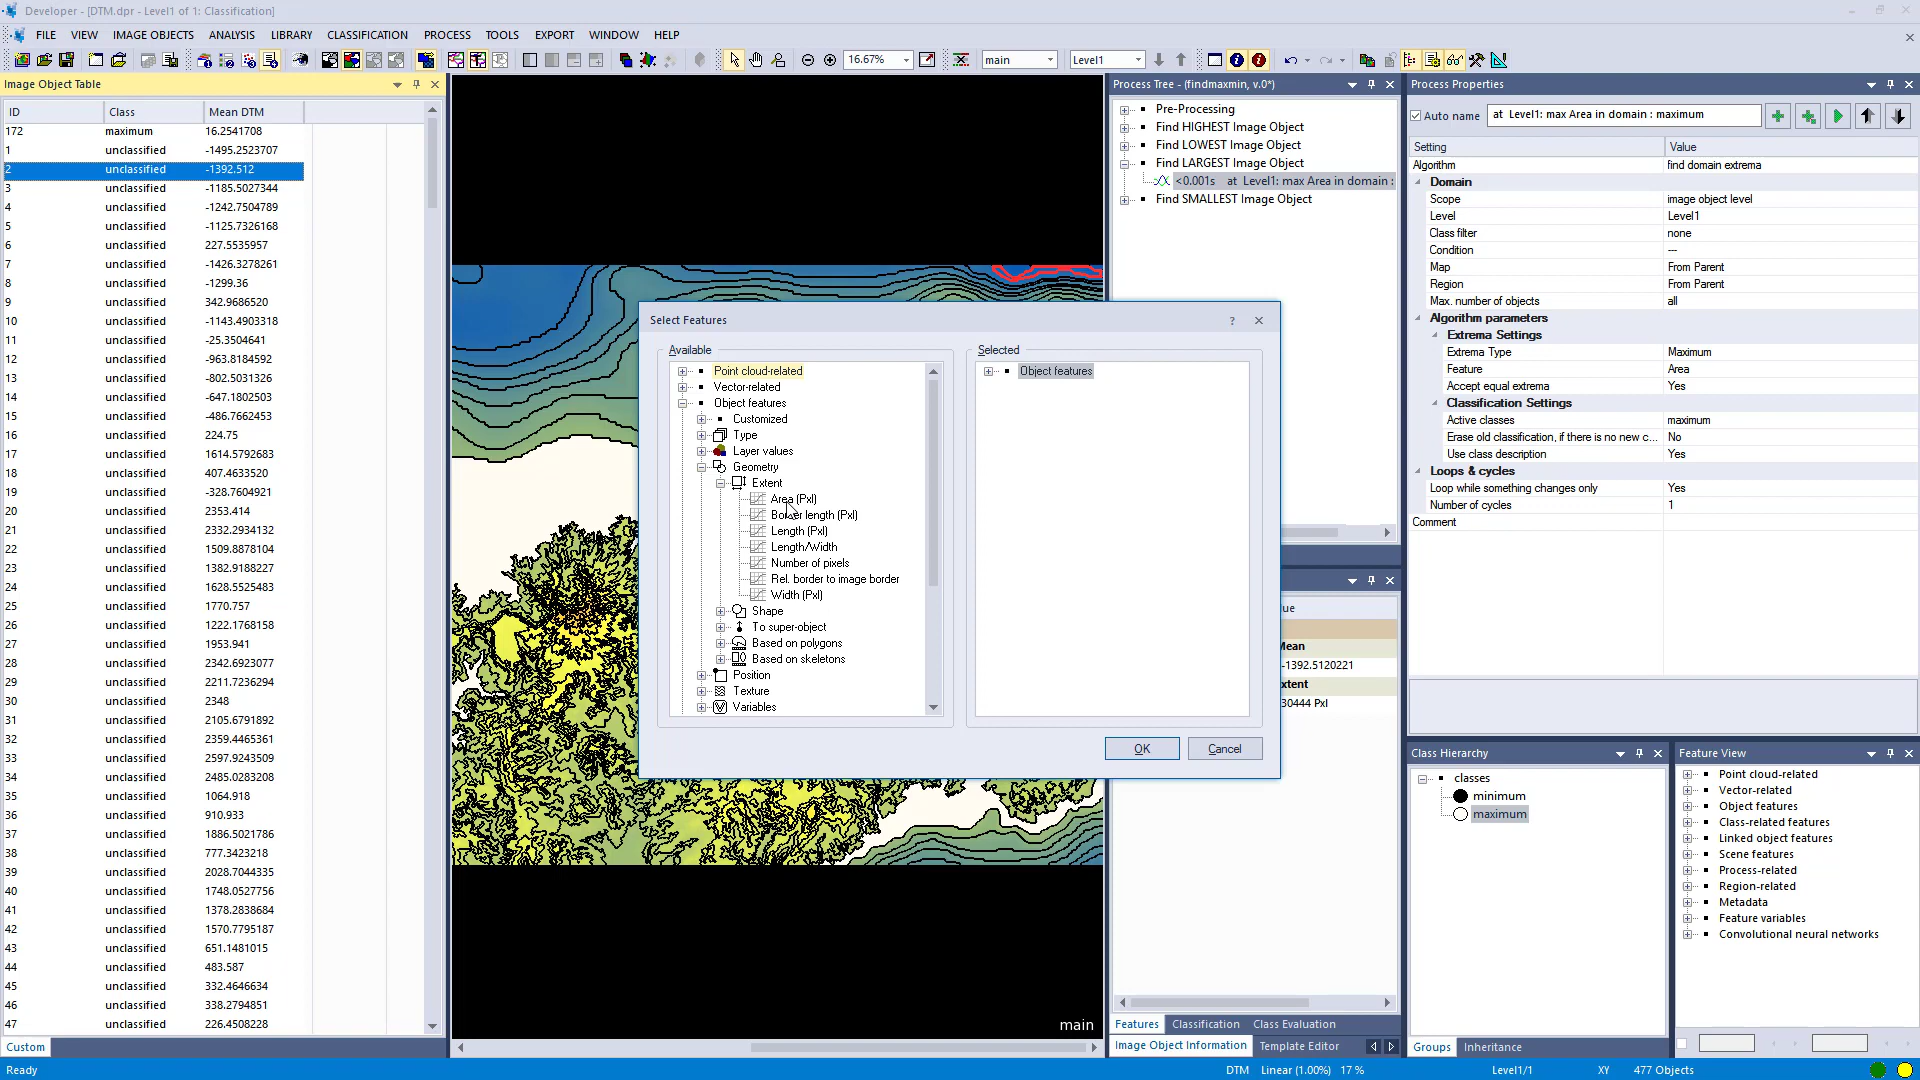 Developer - [DTM.dpr - Level1 of 1: Classification]
FILE VIEW IMAGE OBJECTS ANALYSIS LIBRARY CLASSIFICATION PROCESS TOOLS EXPORT WINDOW HELP
16.67% main Level1
Image Object Table
ID Class Mean DTM
172 maximum 16.2541708
1 unclassified -1495.2523707
2 unclassified -1392.512
3 unclassified -1185.5027344
4 unclassified -1242.7504789
5 unclassified -1125.7326168
6 unclassified 227.5535957
7 unclassified -1426.3278261
8 unclassified -1299.36
9 unclassified 342.9686520
10 unclassified -1143.4903318
11 unclassified -25.3504641
12 unclassified -963.8184592
13 unclassified -802.5031326
14 unclassified -647.1802503
15 unclassified -486.7662453
16 unclassified 224.75
17 unclassified 1614.5792683
18 unclassified 407.4633520
19 unclassified -328.7604921
20 unclassified 2353.414
21 unclassified 2332.2934132
22 unclassified 1509.8878104
23 unclassified 1382.9188227
24 unclassified 1628.5525483
25 unclassified 1770.757
26 unclassified 1222.1768158
27 unclassified 1953.941
28 unclassified 2342.6923077
29 unclassified 2211.7236294
30 unclassified 2348
31 unclassified 2105.6791892
32 unclassified 2359.4465361
33 unclassified 2597.9243509
34 unclassified 2485.0283208
35 unclassified 1064.918
36 unclassified 910.933
37 unclassified 1886.5021786
38 unclassified 777.3423218
39 unclassified 2028.7044335
40 unclassified 1748.0527756
41 unclassified 1378.2838684
42 unclassified 1570.7795187
43 unclassified 651.1481015
44 unclassified 483.587
45 unclassified 332.4646634
46 unclassified 338.2794851
47 unclassified 226.4508228
Custom
main
Select Features
Available
Point cloud-related
Vector-related
Object features
Customized
Type
Layer values
Geometry
Extent
Area (Pxl)
Border length (Pxl)
Length (Pxl)
Length/Width
Number of pixels
Rel. border to image border
Width (Pxl)
Shape
To super-object
Based on polygons
Based on skeletons
Position
Texture
Variables
Selected
Object features
OK Cancel
Process Tree - (findmaxmin, v.0*)
Pre-Processing
Find HIGHEST Image Object
Find LOWEST Image Object
Find LARGEST Image Object
<0.001s at Level1: max Area in domain :
Find SMALLEST Image Object
ue
Mean
-1392.5120221
xtent
30444 Pxl
Features Classification Class Evaluation
Image Object Information Template Editor
Process Properties
Auto name at Level1: max Area in domain : maximum
Setting Value
Algorithm find domain extrema
Domain
Scope image object level
Level Level1
Class filter none
Condition ---
Map From Parent
Region From Parent
Max. number of objects all
Algorithm parameters
Extrema Settings
Extrema Type Maximum
Feature Area
Accept equal extrema Yes
Classification Settings
Active classes maximum
Erase old classification, if there is no new c... No
Use class description Yes
Loops & cycles
Loop while something changes only Yes
Number of cycles 1
Comment
Class Hierarchy
classes
minimum
maximum
Groups Inheritance
Feature View
Point cloud-related
Vector-related
Object features
Class-related features
Linked object features
Scene features
Process-related
Region-related
Metadata
Feature variables
Convolutional neural networks
Ready DTM Linear (1.00%) 17 % Level1/1 XY 477 Objects